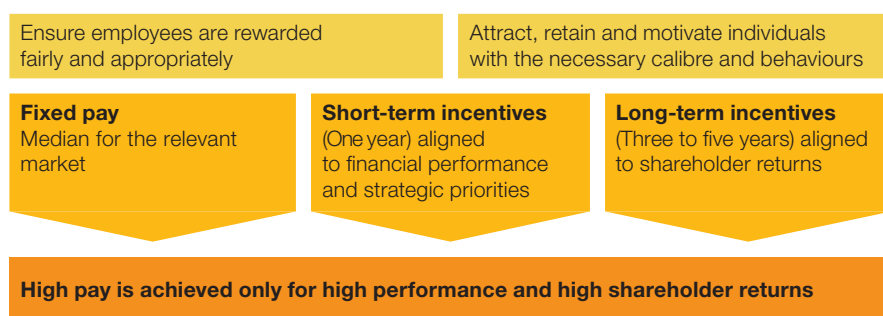 Ensure employees are rewarded
fairly and appropriately
Attract, retain and motivate individuals
with the necessary calibre and behaviours
Fixed pay
Median for the relevant
market
Short-term incentives
(One year) aligned
to financial performance
and strategic priorities
Long-term incentives
(Three to five years) aligned
to shareholder returns
High pay is achieved only for high performance and high shareholder returns